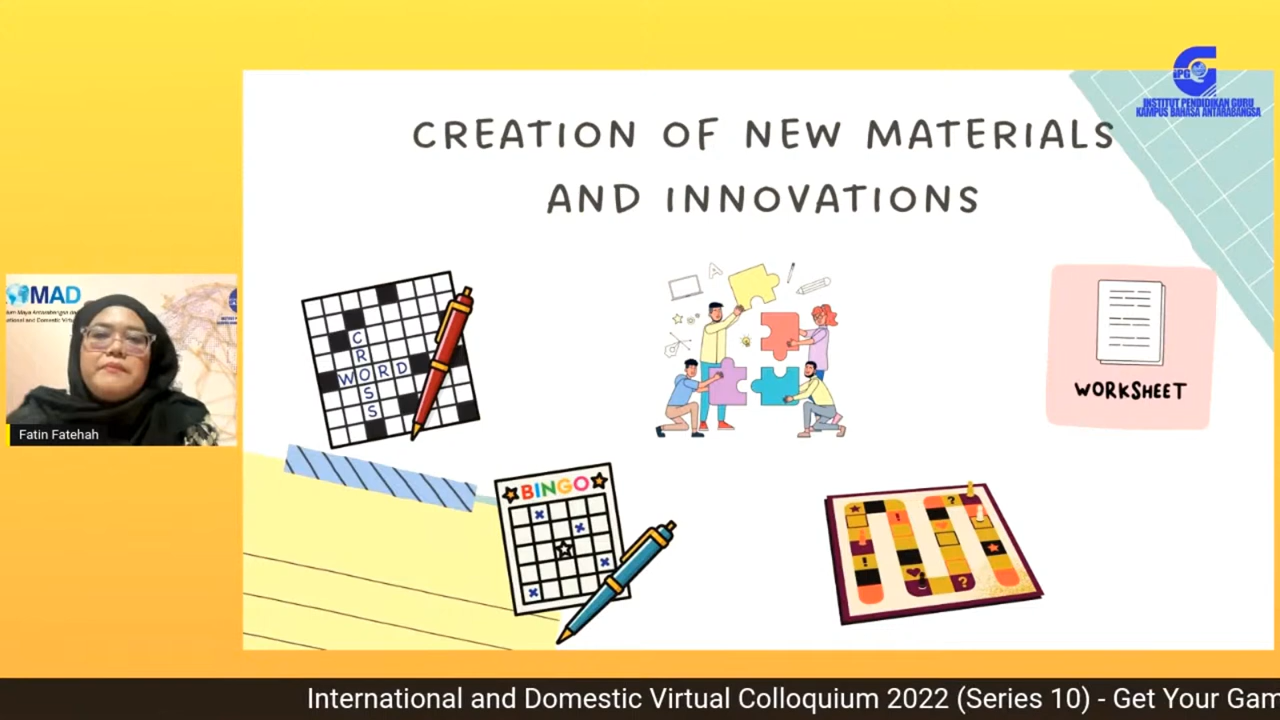 CREATION OF NEW MATERIALS
AND INNOVATIONS
iPG
INSTITUT PENDIDIKAN GURU
KAMPUS BAHASA ANTARABANGSA
MAD
Fatin Fatehah
CROSS
WORD
A
WORKSHEET
BINGO
International and Domestic Virtual Colloquium 2022 (Series 10) - Get Your Gam